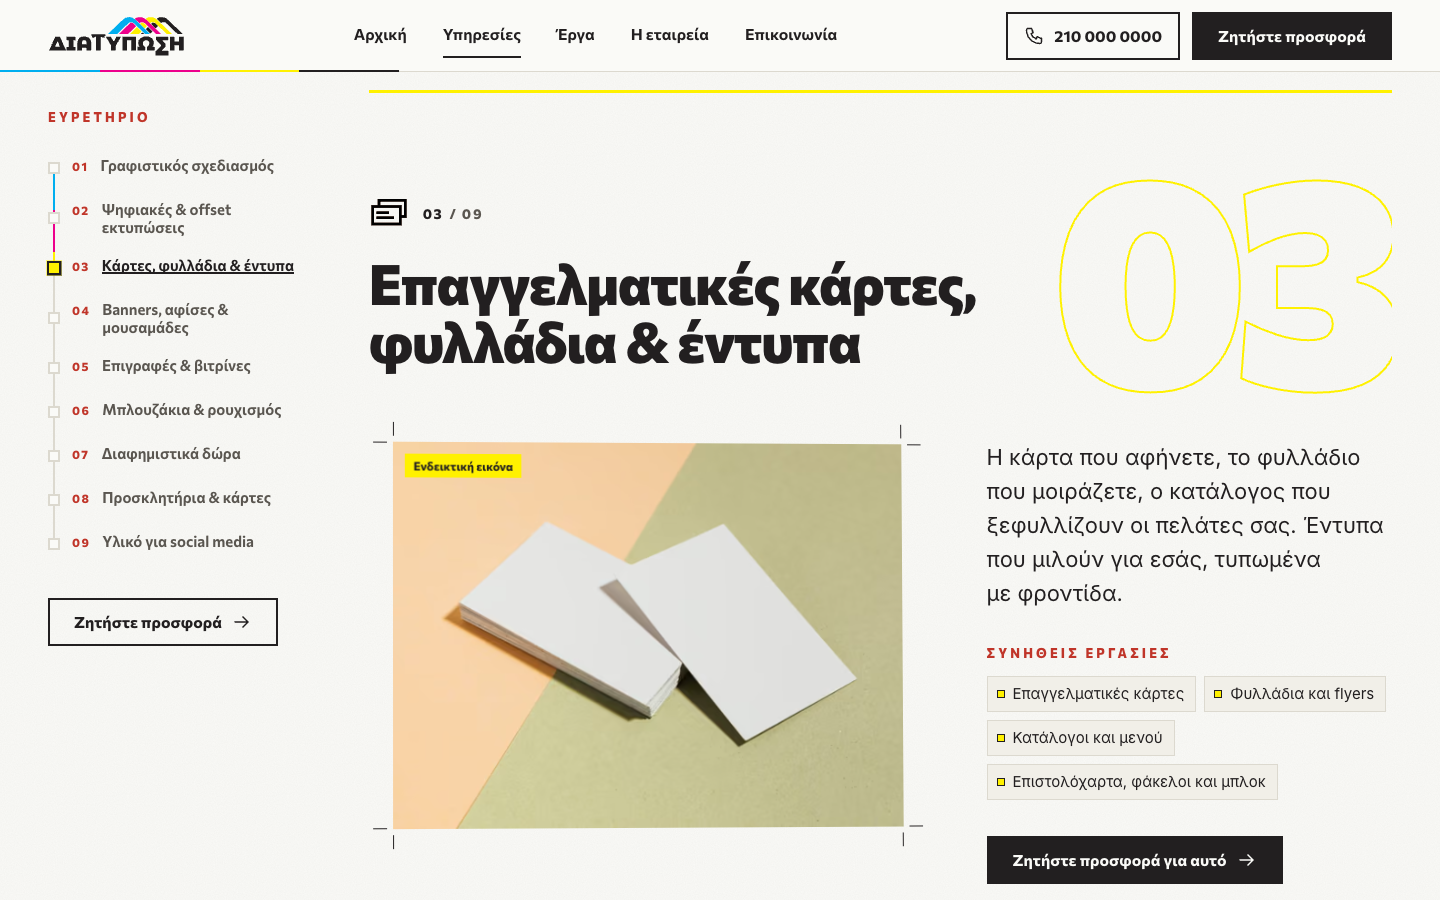 ΔΙΑΤΥΠΩΣΗ
Αρχική
Υπηρεσίες
Έργα
Η εταιρεία
Επικοινωνία
210 000 0000
Ζητήστε προσφορά
ΕΥΡΕΤΗΡΙΟ
01 Γραφιστικός σχεδιασμός
02 Ψηφιακές & offset
εκτυπώσεις
03 Κάρτες, φυλλάδια & έντυπα
04 Banners, αφίσες &
μουσαμάδες
05 Επιγραφές & βιτρίνες
06 Μπλουζάκια & ρουχισμός
07 Διαφημιστικά δώρα
08 Προσκλητήρια & κάρτες
09 Υλικό για social media
Ζητήστε προσφορά
03 / 09
03
Επαγγελματικές κάρτες,
φυλλάδια & έντυπα
Ενδεικτική εικόνα
Η κάρτα που αφήνετε, το φυλλάδιο
που μοιράζετε, ο κατάλογος που
ξεφυλλίζουν οι πελάτες σας. Έντυπα
που μιλούν για εσάς, τυπωμένα
με φροντίδα.
ΣΥΝΗΘΕΙΣ ΕΡΓΑΣΙΕΣ
Επαγγελματικές κάρτες
Φυλλάδια και flyers
Κατάλογοι και μενού
Επιστολόχαρτα, φάκελοι και μπλοκ
Ζητήστε προσφορά για αυτό